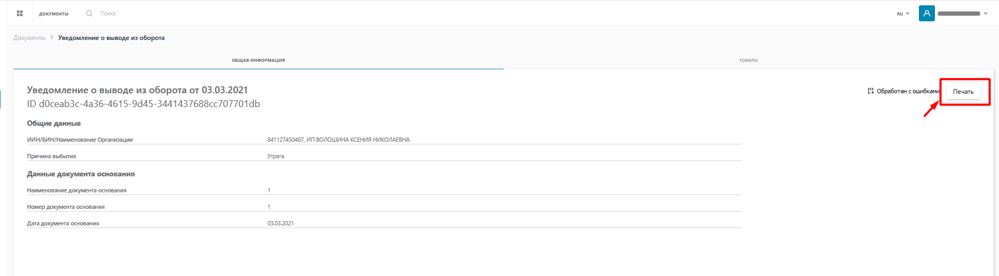 ДОКУМЕНТЫ Поиск RU
Документы > Уведомление о выводе из оборота
ОБЩАЯ ИНФОРМАЦИЯ ТОВАРЫ
Уведомление о выводе из оборота от 03.03.2021
Обработан с ошибками Печать
ID d0ceab3c-4a36-4615-9d45-3441437688cc707701db
Общие данные
ИИН/БИН/Наименование Организации 841127450487, ИП ВОЛОШИНА КСЕНИЯ НИКОЛАЕВНА
Причина выбытия Утрата
Данные документа основания
Наименование документа основания 1
Номер документа основания 1
Дата документа основания 03.03.2021